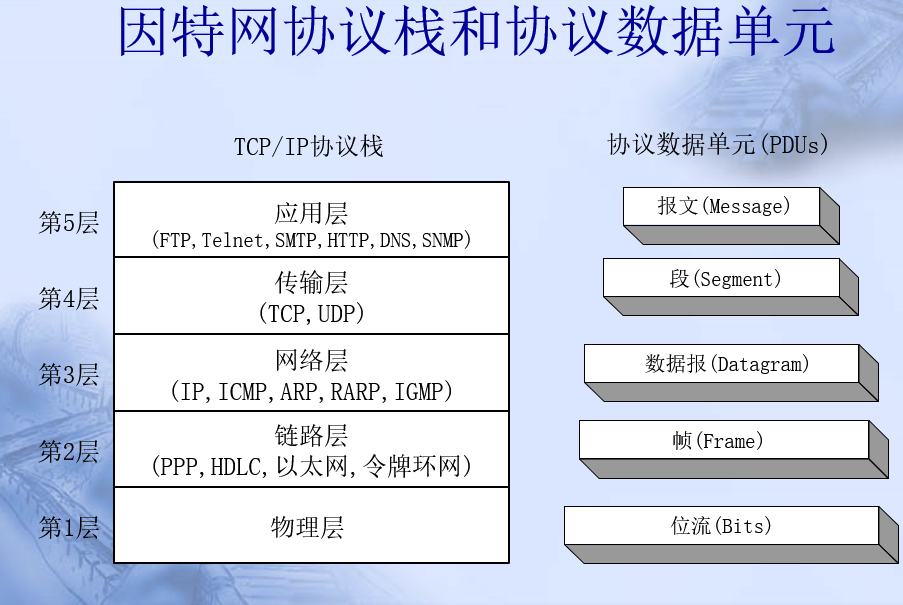 因特网协议栈和协议数据单元
TCP/IP协议栈
协议数据单元(PDUs)
第5层
应用层
(FTP,Telnet,SMTP,HTTP,DNS,SNMP)
报文(Message)
第4层
传输层
(TCP,UDP)
段(Segment)
第3层
网络层
(IP,ICMP,ARP,RARP,IGMP)
数据报(Datagram)
第2层
链路层
(PPP,HDLC,以太网,令牌环网)
帧(Frame)
第1层
物理层
位流(Bits)